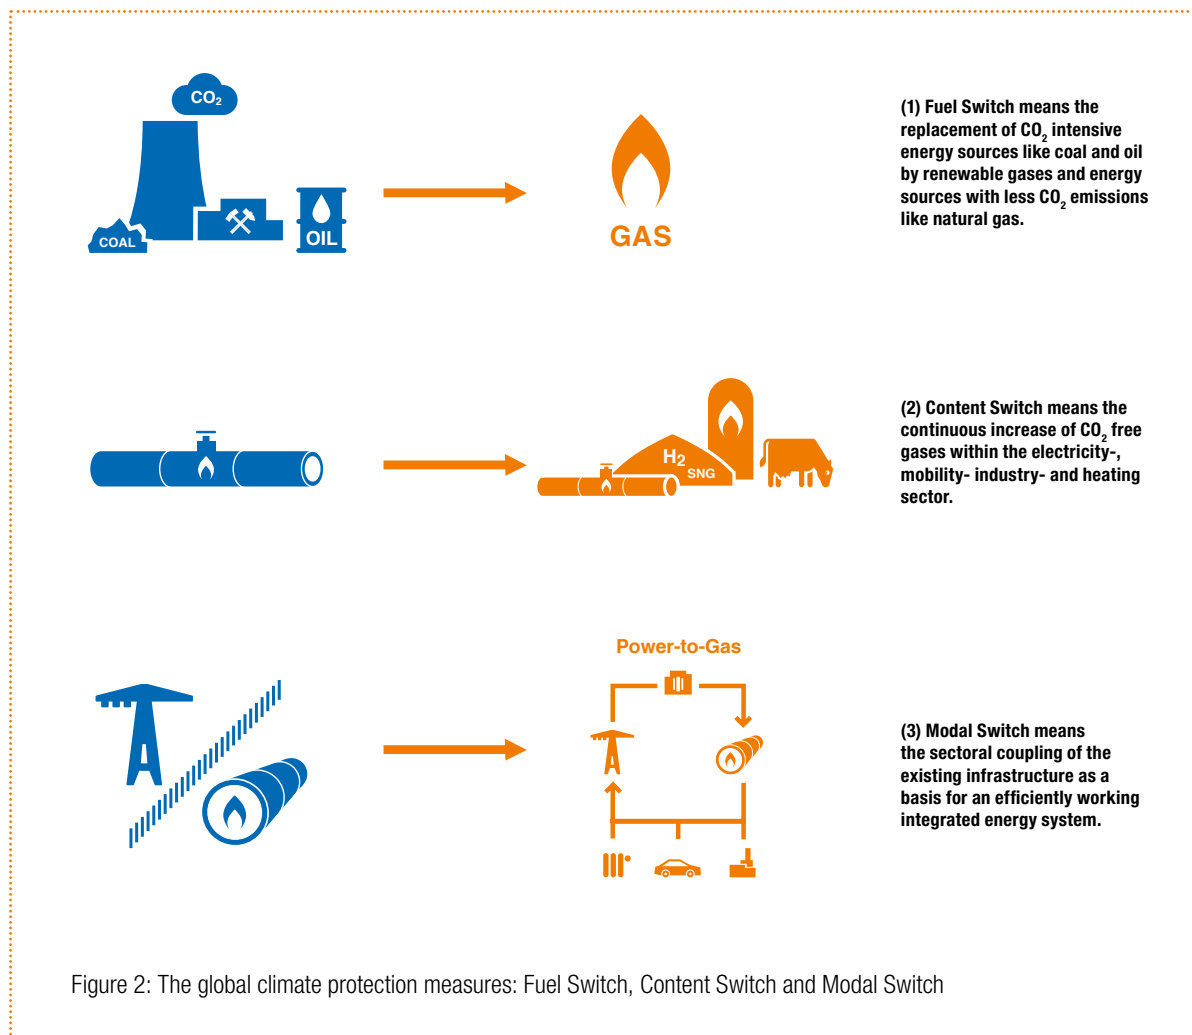 CO₂
COAL
OIL
GAS
(1) Fuel Switch means the
replacement of CO₂ intensive
energy sources like coal and oil
by renewable gases and energy
sources with less CO₂ emissions
like natural gas.
H₂
SNG
(2) Content Switch means the
continuous increase of CO₂ free
gases within the electricity-,
mobility- industry- and heating
sector.
Power-to-Gas
(3) Modal Switch means
the sectoral coupling of the
existing infrastructure as a
basis for an efficiently working
integrated energy system.
Figure 2: The global climate protection measures: Fuel Switch, Content Switch and Modal Switch